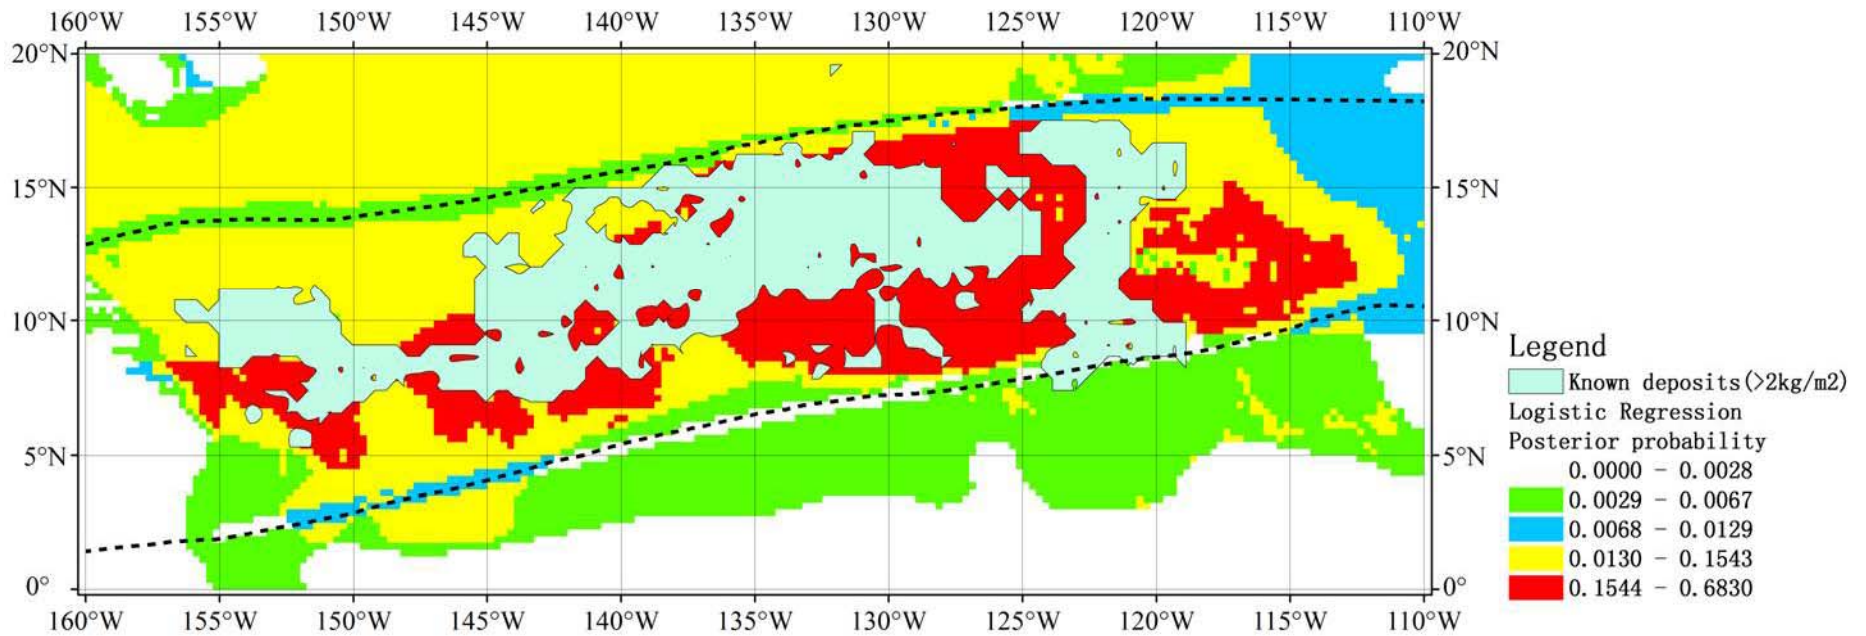 160°W 155°W 150°W 145°W 140°W 135°W 130°W 125°W 120°W 115°W 110°W
20°N 20°N
15°N 15°N
10°N 10°N
5°N 5°N
0° 0°
160°W 155°W 150°W 145°W 140°W 135°W 130°W 125°W 120°W 115°W 110°W
Legend
Known deposits(>2kg/m2)
Logistic Regression
Posterior probability
0.0000 - 0.0028
0.0029 - 0.0067
0.0068 - 0.0129
0.0130 - 0.1543
0.1544 - 0.6830